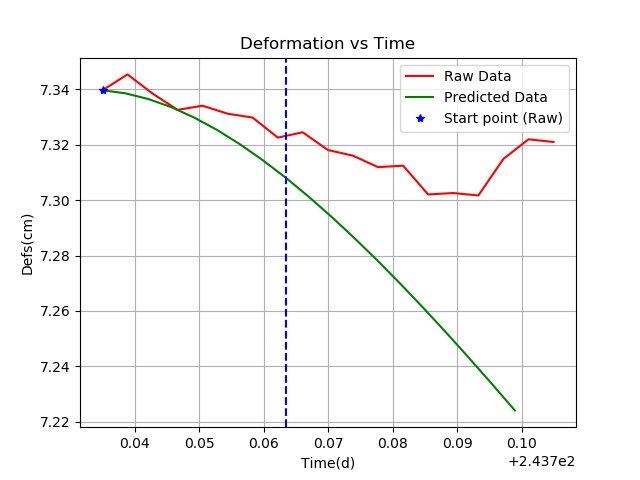 Deformation vs Time
Raw Data
Predicted Data
Start point (Raw)
7.34
7.32
7.30
7.28
7.26
7.24
7.22
Defs(cm)
0.04 0.05 0.06 0.07 0.08 0.09 0.10
Time(d)
+2.437e2